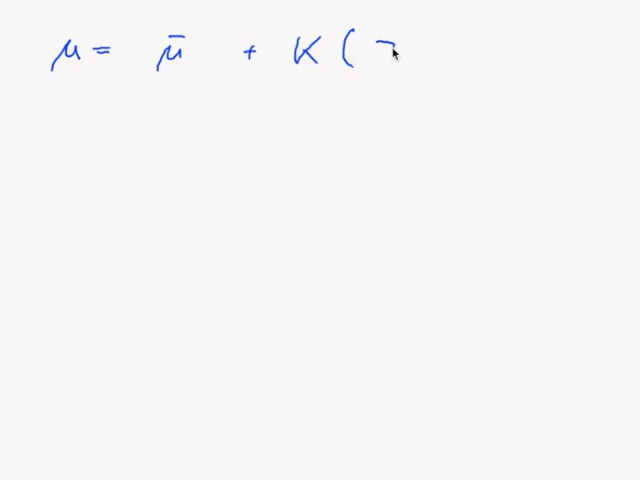 μ = μ̄ + K (